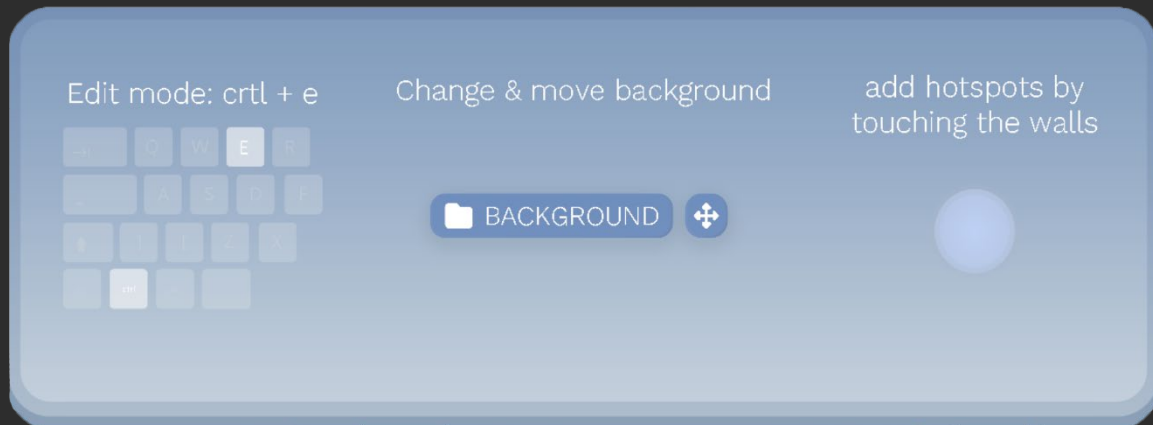 Edit mode: crtl + e
Change & move background
add hotspots by
touching the walls
Q W E R
A S D F
Z X
BACKGROUND